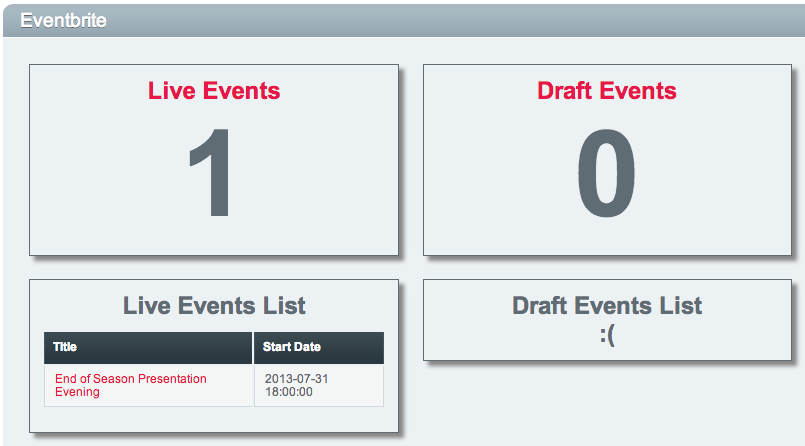 Eventbrite
Live Events
1
Draft Events
0
Live Events List
Title Start Date
End of Season Presentation
Evening
2013-07-31
18:00:00
Draft Events List
:(